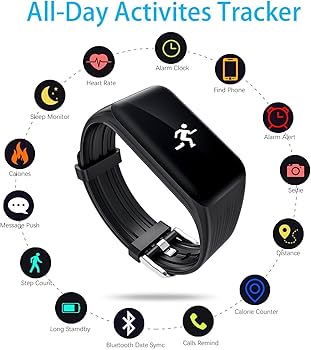 All-Day Activites Tracker
Alarm Clock
Heart Rate
Find Phone
Sleep Monitor
Alarm Alert
Calories
Selfie
Message Push
Distance
Step Count
Calorie Counter
Long Standby
Calls Remind
Bluetooth Date Sync